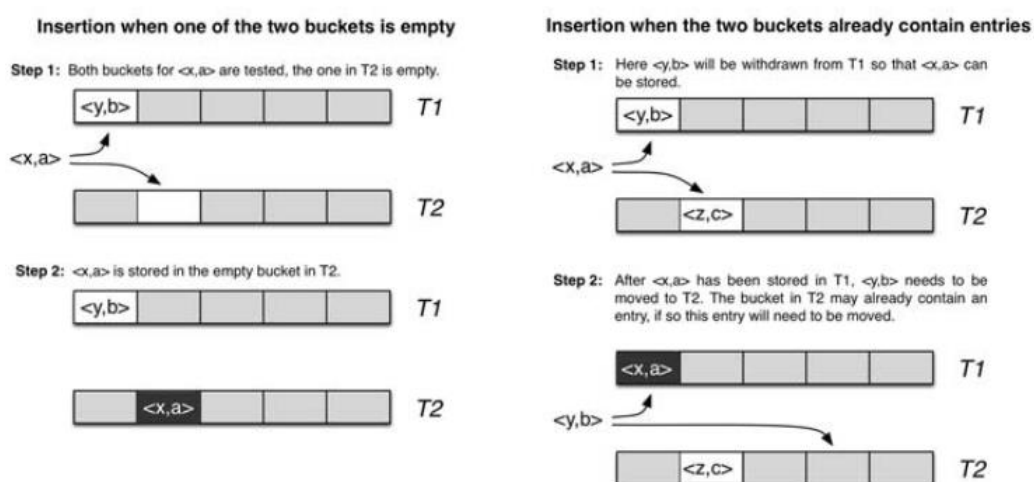 Insertion when one of the two buckets is empty
Step 1: Both buckets for <x,a> are tested, the one in T2 is empty.
<y,b>
T1
<x,a>
T2
Step 2: <x,a> is stored in the empty bucket in T2.
<y,b>
T1
<x,a>
T2
Insertion when the two buckets already contain entries
Step 1: Here <y,b> will be withdrawn from T1 so that <x,a> can
be stored.
<y,b>
T1
<x,a>
<z,c>
T2
Step 2: After <x,a> has been stored in T1, <y,b> needs to be
moved to T2. The bucket in T2 may already contain an
entry, if so this entry will need to be moved.
<x,a>
T1
<y,b>
<z,c>
T2